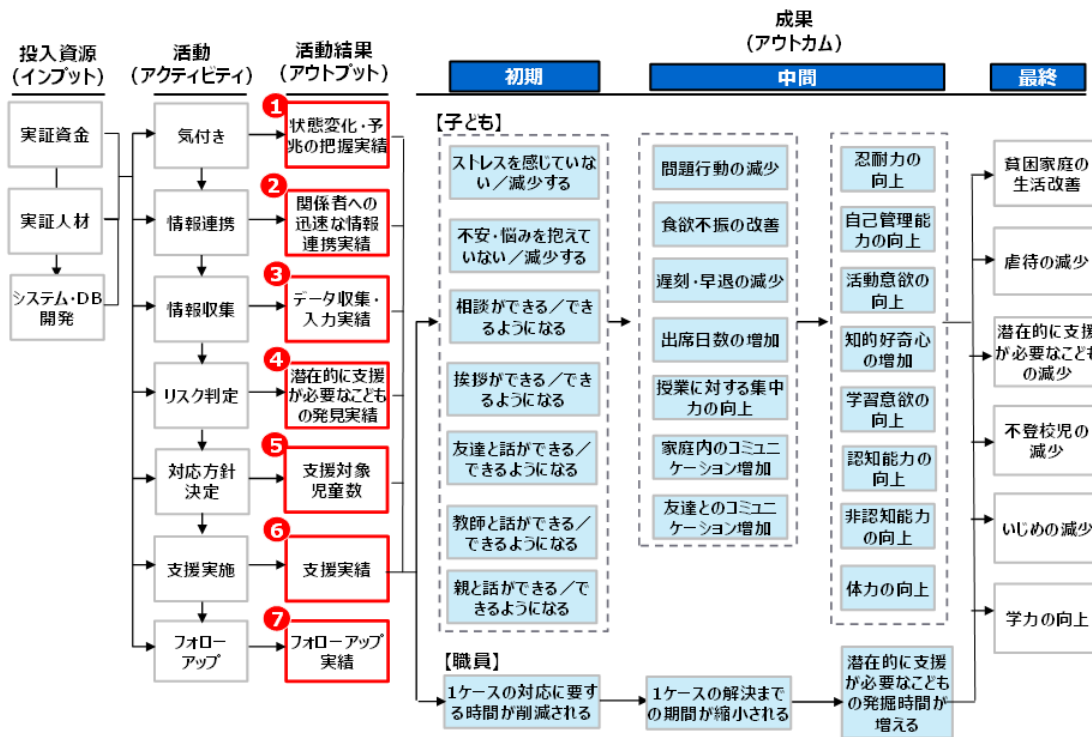 成果
（アウトカム）
投入資源
（インプット）
活動
（アクティビティ）
活動結果
（アウトプット）
初期
中間
最終
実証資金
実証人材
システム・DB
開発
気付き
情報連携
情報収集
リスク判定
対応方針
決定
支援実施
フォロー
アップ
1
状態変化・予
兆の把握実績
2
関係者への
迅速な情報
連携実績
3
データ収集・
入力実績
4
潜在的に支援
が必要なこども
の発見実績
5
支援対象
児童数
6
支援実績
7
フォローアップ
実績
【子ども】
ストレスを感じていな
い／減少する
不安・悩みを抱えて
いない／減少する
相談ができる／で
きるようになる
挨拶ができる／でき
るようになる
友達と話ができる／
できるようになる
教師と話ができる／
できるようになる
親と話ができる／で
きるようになる
問題行動の減少
食欲不振の改善
遅刻・早退の減少
出席日数の増加
授業に対する集中
力の向上
家庭内のコミュニ
ケーション増加
友達とのコミュニ
ケーション増加
忍耐力の
向上
自己管理能
力の向上
活動意欲の
向上
知的好奇心
の増加
学習意欲の
向上
認知能力の
向上
非認知能力
の向上
体力の向上
貧困家庭の
生活改善
虐待の減少
潜在的に支援
が必要なこども
の減少
不登校児の
減少
いじめの減少
学力の向上
【職員】
1ケースの対応に要す
る時間が削減される
1ケースの解決まで
の期間が縮小される
潜在的に支援
が必要なこども
の発掘時間が
増える